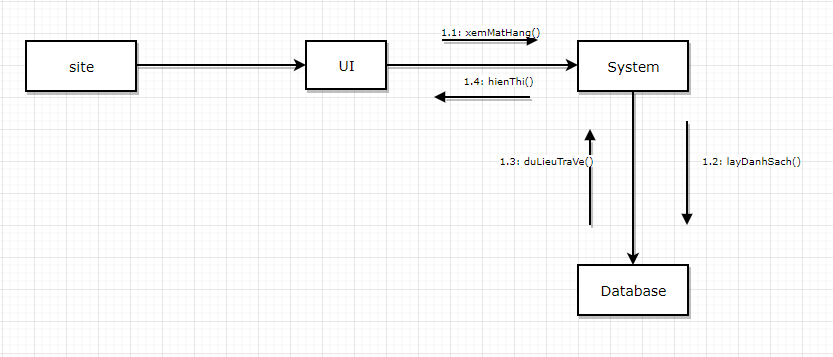 1.1: xemMatHang()
site
UI
System
1.4: hienThi()
1.3: duLieuTraVe()
1.2: layDanhSach()
Database